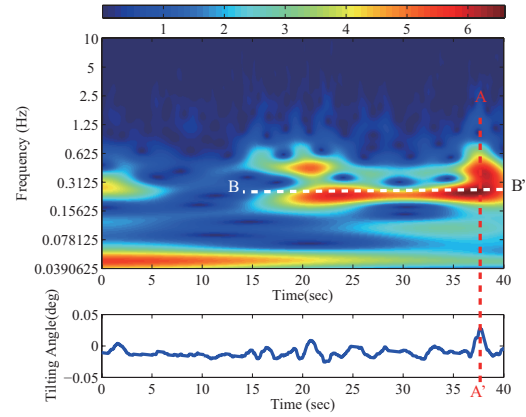 1 2 3 4 5 6
10
5
2.5
1.25
0.625
0.3125
0.15625
0.078125
0.0390625
Frequency (Hz)
A
B
B'
0 5 10 15 20 25 30 35 40
Time(sec)
0.05
0
−0.05
Tilting Angle(deg)
0 5 10 15 20 25 30 35 40
Time (sec)
A'